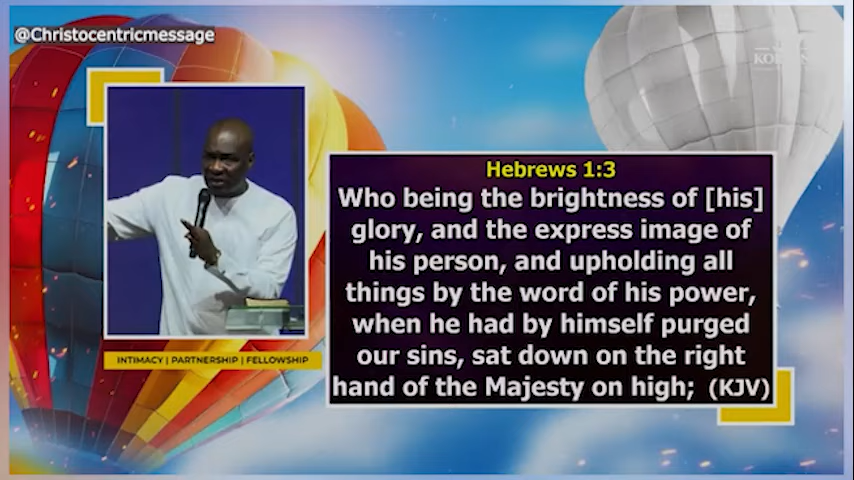 @Christocentricmessage
Hebrews 1:3
Who being the brightness of [his]
glory, and the express image of
his person, and upholding all
things by the word of his power,
when he had by himself purged
our sins, sat down on the right
hand of the Majesty on high; (KJV)
INTIMACY | PARTNERSHIP | FELLOWSHIP